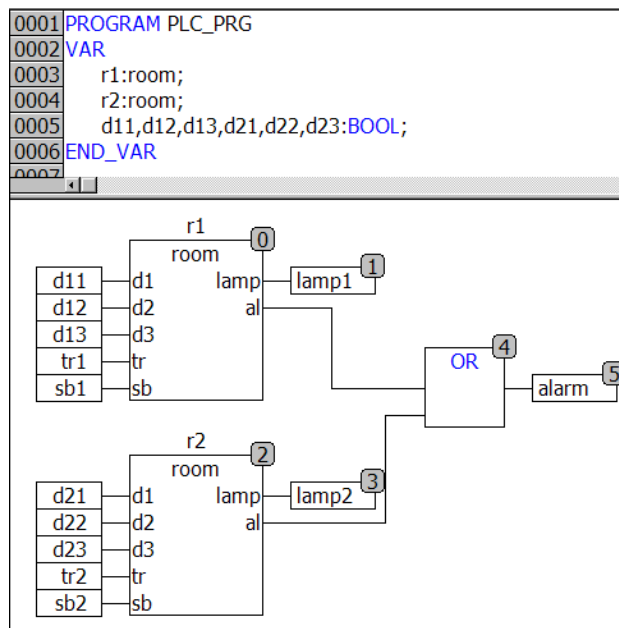 0001 PROGRAM PLC_PRG
0002 VAR
0003 r1:room;
0004 r2:room;
0005 d11,d12,d13,d21,d22,d23:BOOL;
0006 END_VAR
0007
r1
0
room
d11 d1 lamp lamp1 1
d12 d2 al
d13 d3
tr1 tr
sb1 sb
4
OR
alarm 5
r2
2
room
d21 d1 lamp lamp2 3
d22 d2 al
d23 d3
tr2 tr
sb2 sb